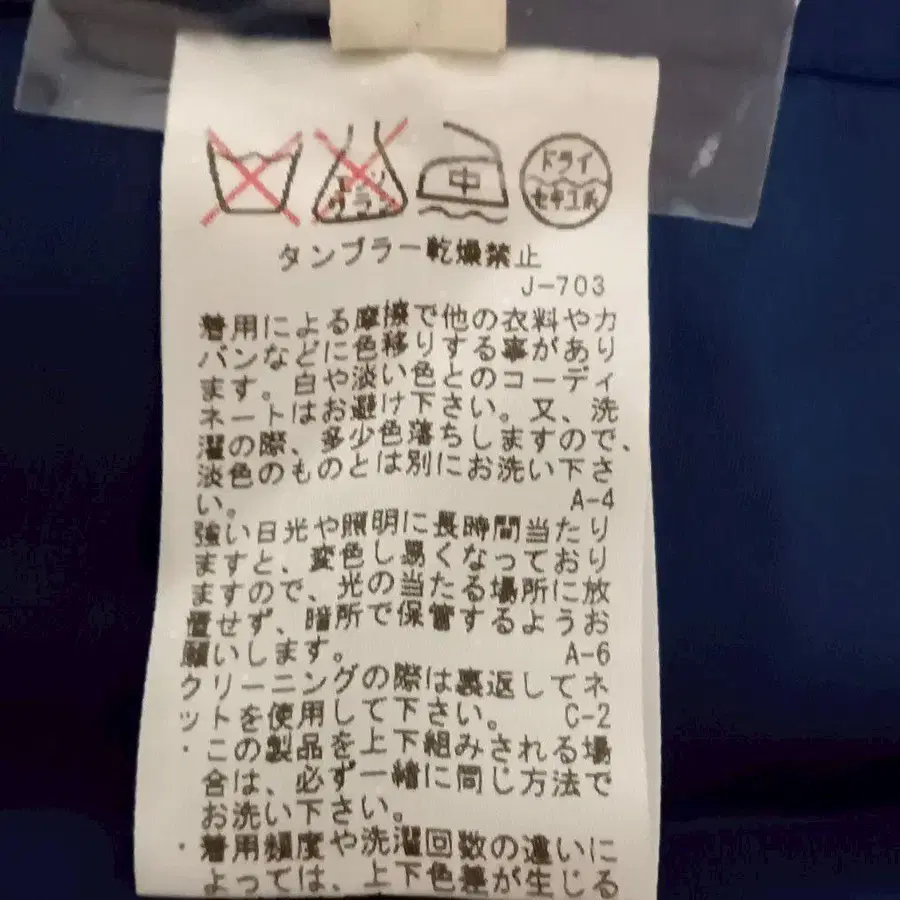 エンソ
サラシ
中
ドライ
セキユ系
タンブラー乾燥禁止
J-703
着用による摩擦で他の衣料やカ
バンなどに色移りする事があり
ます。白や淡い色とのコーディ
ネートはお避け下さい。又、洗
濯の際、多少色落ちしますので、
淡色のものとは別にお洗い下さ
い。 A-4
強い日光や照明に長時間当たり
ますと、変色し易くなっており
ますので、光の当たる場所に放
置せず、暗所で保管するようお
願いします。 A-6
クリーニングの際は裏返してネ
ットを使用して下さい。 C-2
・この製品を上下組みされる場
合は、必ず一緒に同じ方法で
お洗い下さい。
・着用頻度や洗濯回数の違いに
よっては、上下色差が生じる